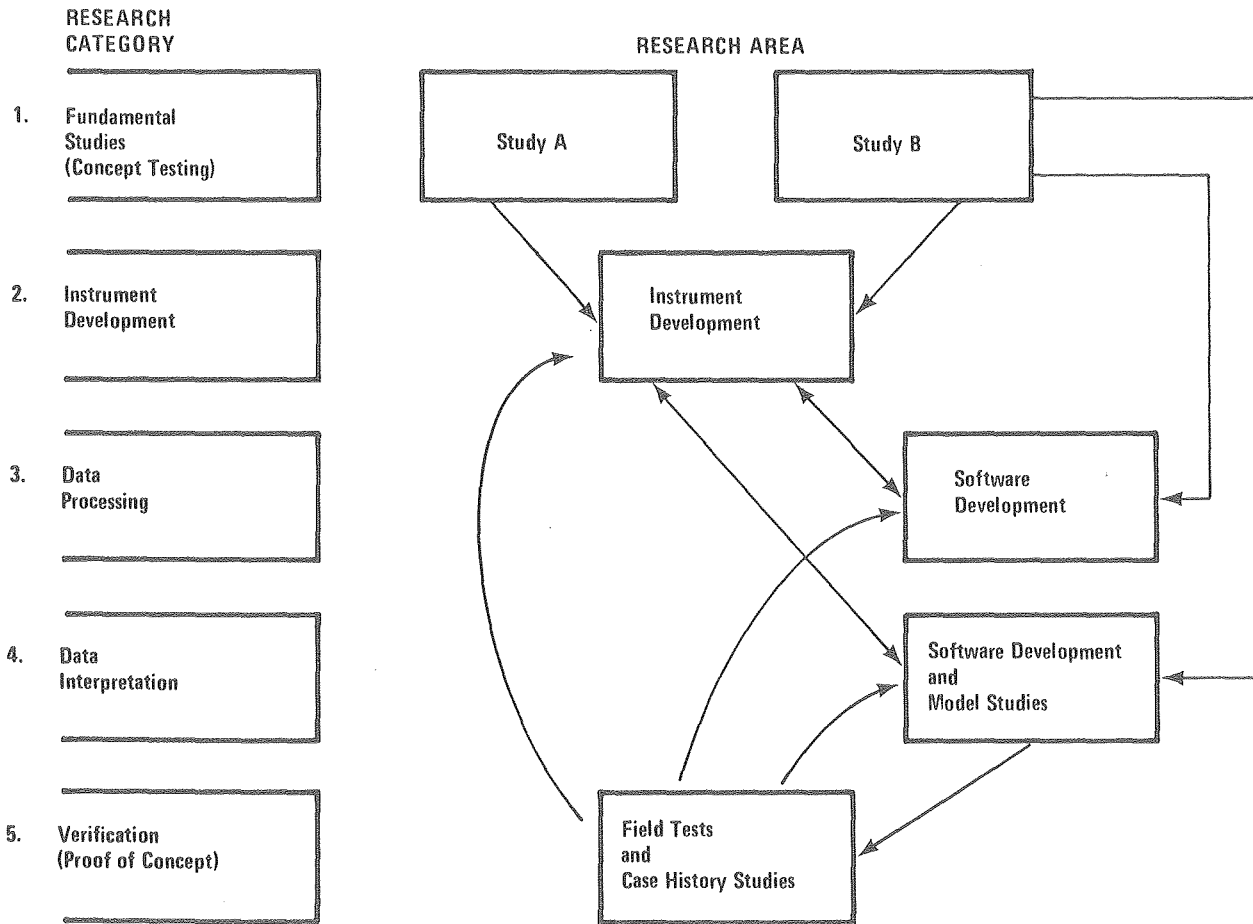 RESEARCH
CATEGORY
RESEARCH AREA
1. Fundamental
Studies
(Concept Testing)
Study A
Study B
2. Instrument
Development
Instrument
Development
3. Data
Processing
Software
Development
4. Data
Interpretation
Software Development
and
Model Studies
5. Verification
(Proof of Concept)
Field Tests
and
Case History Studies